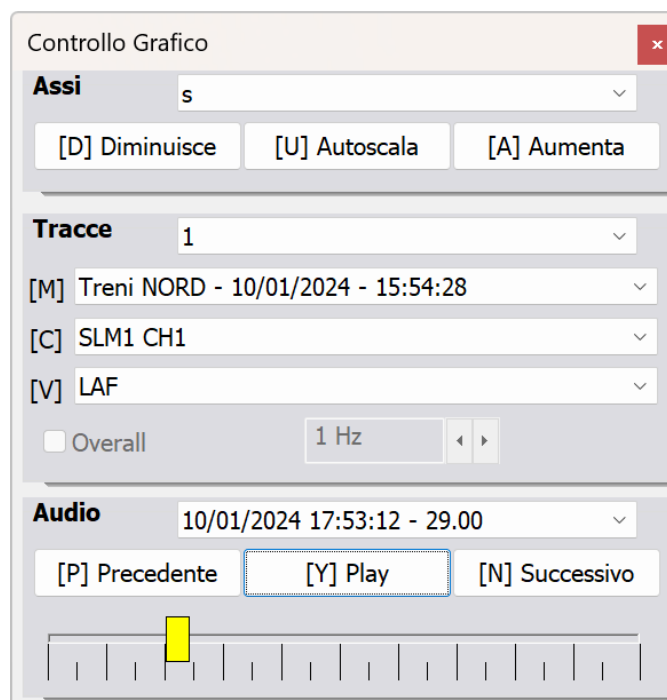 Controllo Grafico
x
Assi
s
[D] Diminuisce [U] Autoscala [A] Aumenta
Tracce
1
[M] Treni NORD - 10/01/2024 - 15:54:28
[C] SLM1 CH1
[V] LAF
Overall 1 Hz
Audio
10/01/2024 17:53:12 - 29.00
[P] Precedente [Y] Play [N] Successivo